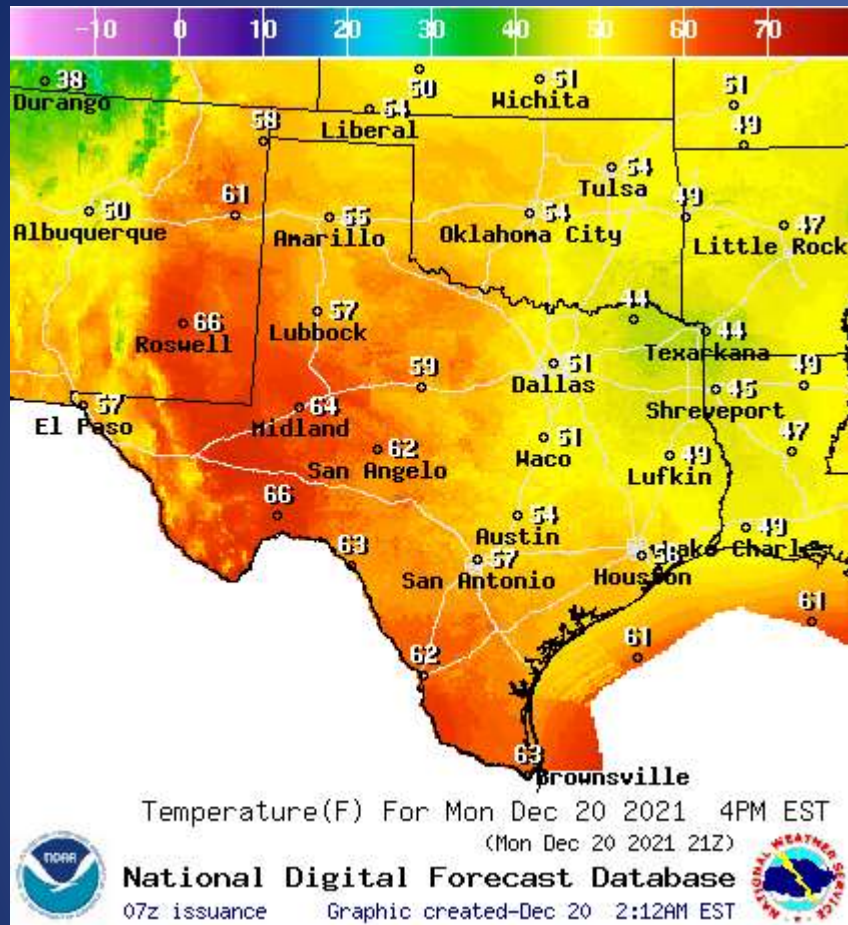 -10 0 10 20 30 40 50 60 70
38
Durango
50
51
Wichita
51
54
Liberal
58
49
54
Tulsa
50
Albuquerque
61
55
Amarillo
54
Oklahoma City
49
47
Little Rock
66
Roswell
57
Lubbock
44
44
Texarkana
59
51
Dallas
49
45
Shreveport
57
El Paso
64
Midland
62
San Angelo
51
Waco
49
Lufkin
47
66
54
Austin
49
Lake Charles
63
57
San Antonio
Houston
61
61
62
63
Brownsville
Temperature(F) For Mon Dec 20 2021 4PM EST
(Mon Dec 20 2021 21Z)
National Digital Forecast Database
07z issuance Graphic created-Dec 20 2:12AM EST
NOAA
NATIONAL WEATHER SERVICE